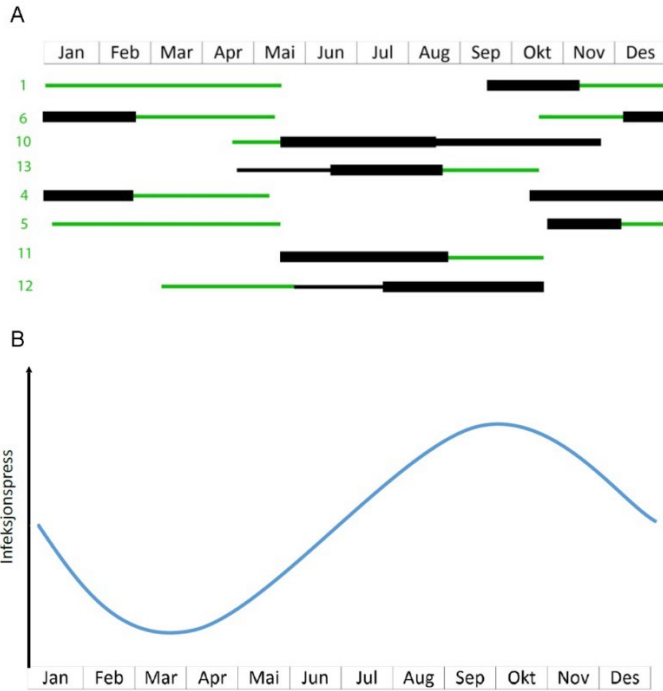 A
Jan Feb Mar Apr Mai Jun Jul Aug Sep Okt Nov Des
1
6
10
13
4
5
11
12
B
Infeksjonspress
Jan Feb Mar Apr Mai Jun Jul Aug Sep Okt Nov Des